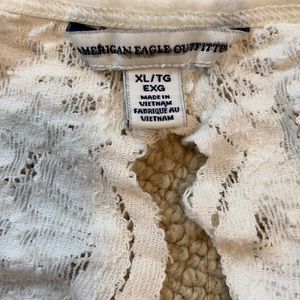 AMERICAN EAGLE OUTFITTERS
XL/TG
EXG
MADE IN
VIETNAM
FABRIQUÉ AU
VIETNAM